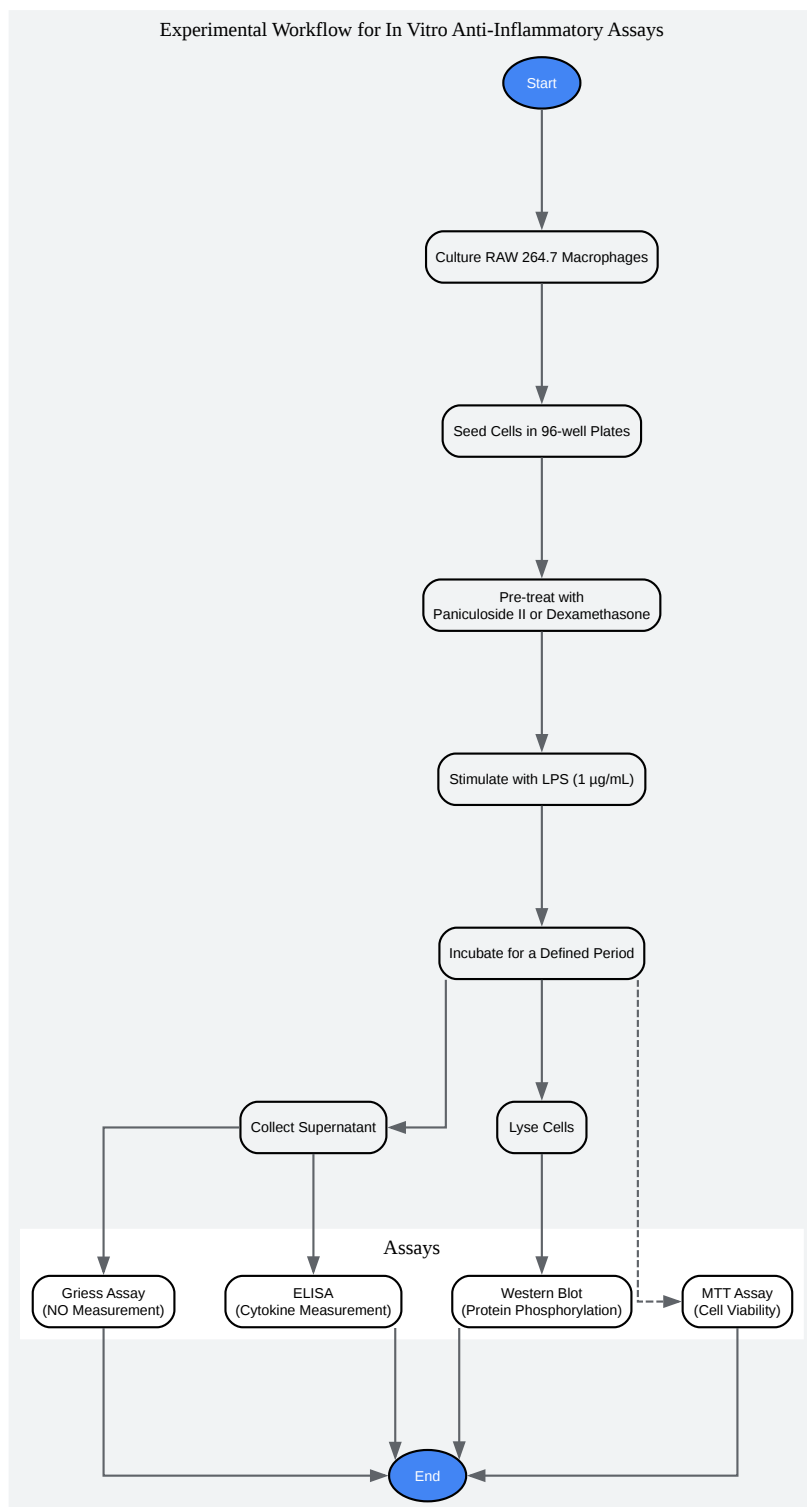 Experimental Workflow for In Vitro Anti-Inflammatory Assays
Start
Culture RAW 264.7 Macrophages
Seed Cells in 96-well Plates
Pre-treat with
Paniculoside II or Dexamethasone
Stimulate with LPS (1 µg/mL)
Incubate for a Defined Period
Collect Supernatant
Lyse Cells
Assays
Griess Assay
(NO Measurement)
ELISA
(Cytokine Measurement)
Western Blot
(Protein Phosphorylation)
MTT Assay
(Cell Viability)
End